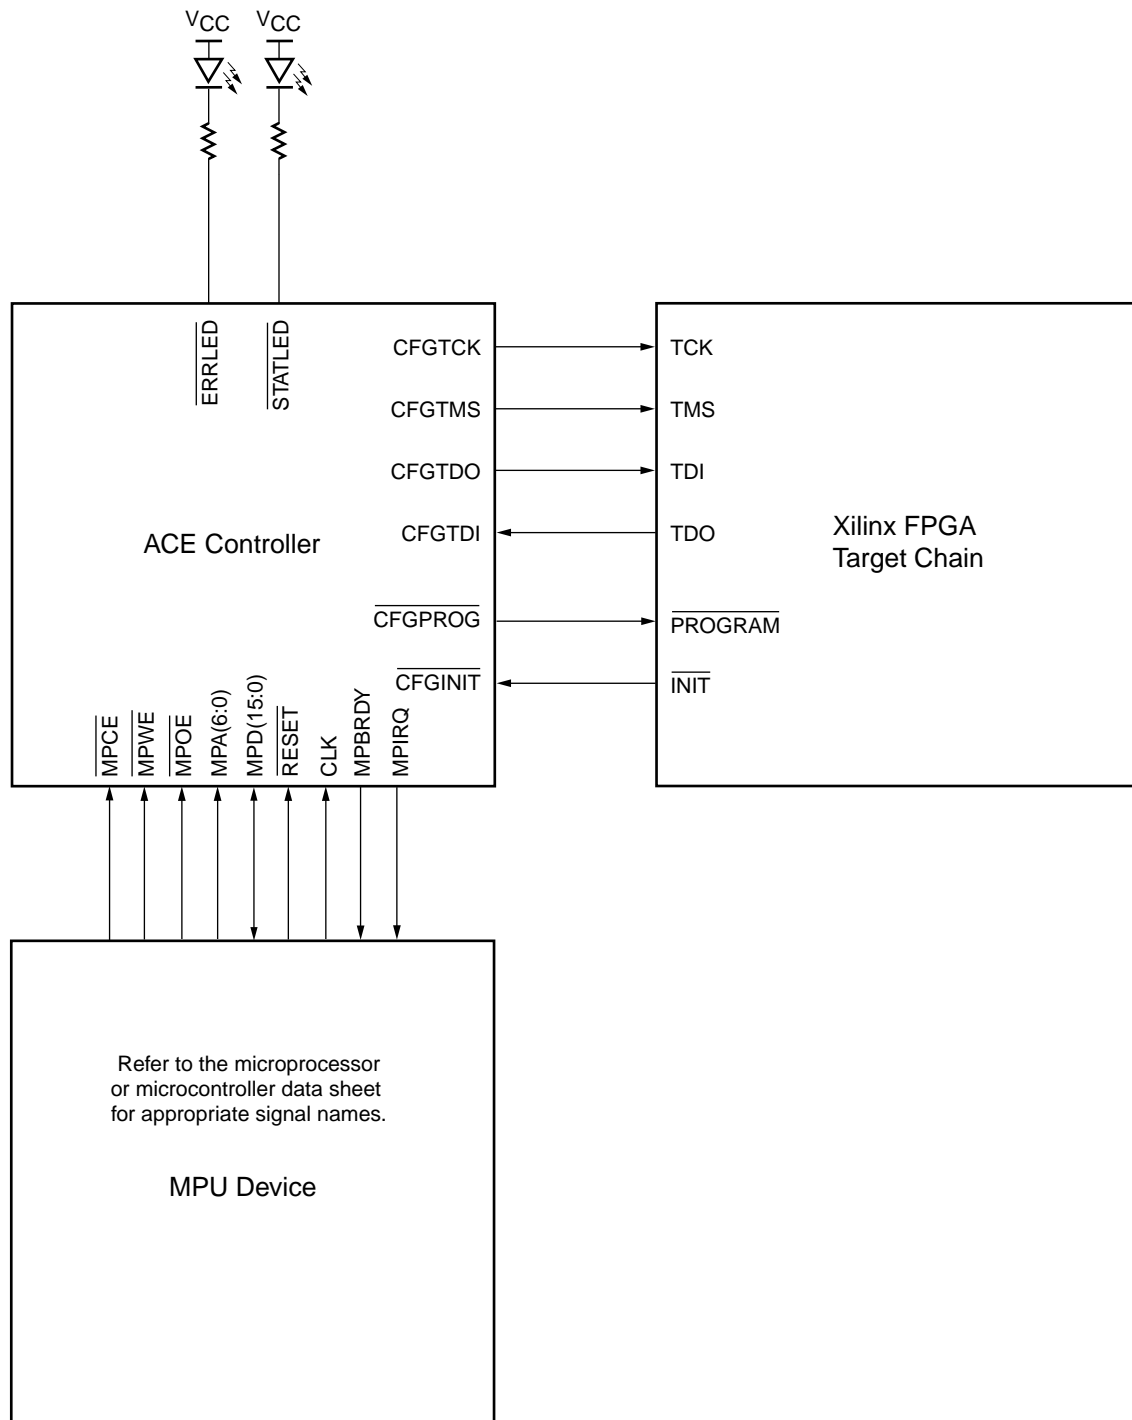 VCC VCC
ERRLED
STATLED
CFGTCK TCK
CFGTMS TMS
CFGTDO TDI
CFGTDI TDO
ACE Controller
Xilinx FPGA
Target Chain
CFGPROG PROGRAM
CFGINIT INIT
MPCE
MPWE
MPOE
MPA(6:0)
MPD(15:0)
RESET
CLK
MPBRDY
MPIRQ
Refer to the microprocessor
or microcontroller data sheet
for appropriate signal names.
MPU Device